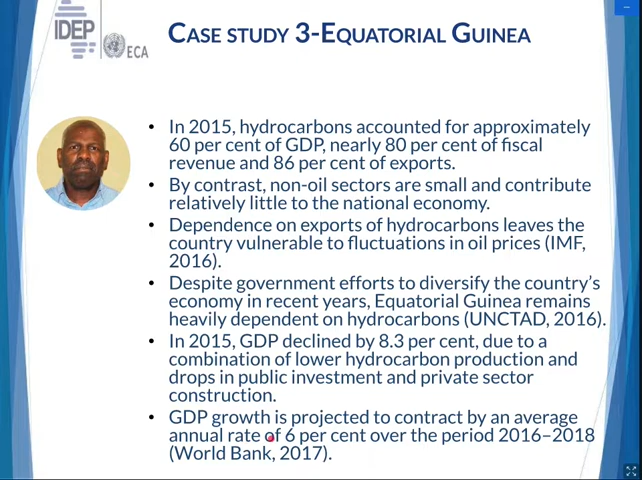 IDEP
ECA
CASE STUDY 3-EQUATORIAL GUINEA
• In 2015, hydrocarbons accounted for approximately
60 per cent of GDP, nearly 80 per cent of fiscal
revenue and 86 per cent of exports.
• By contrast, non-oil sectors are small and contribute
relatively little to the national economy.
• Dependence on exports of hydrocarbons leaves the
country vulnerable to fluctuations in oil prices (IMF,
2016).
• Despite government efforts to diversify the country's
economy in recent years, Equatorial Guinea remains
heavily dependent on hydrocarbons (UNCTAD, 2016).
• In 2015, GDP declined by 8.3 per cent, due to a
combination of lower hydrocarbon production and
drops in public investment and private sector
construction.
• GDP growth is projected to contract by an average
annual rate of 6 per cent over the period 2016–2018
(World Bank, 2017).